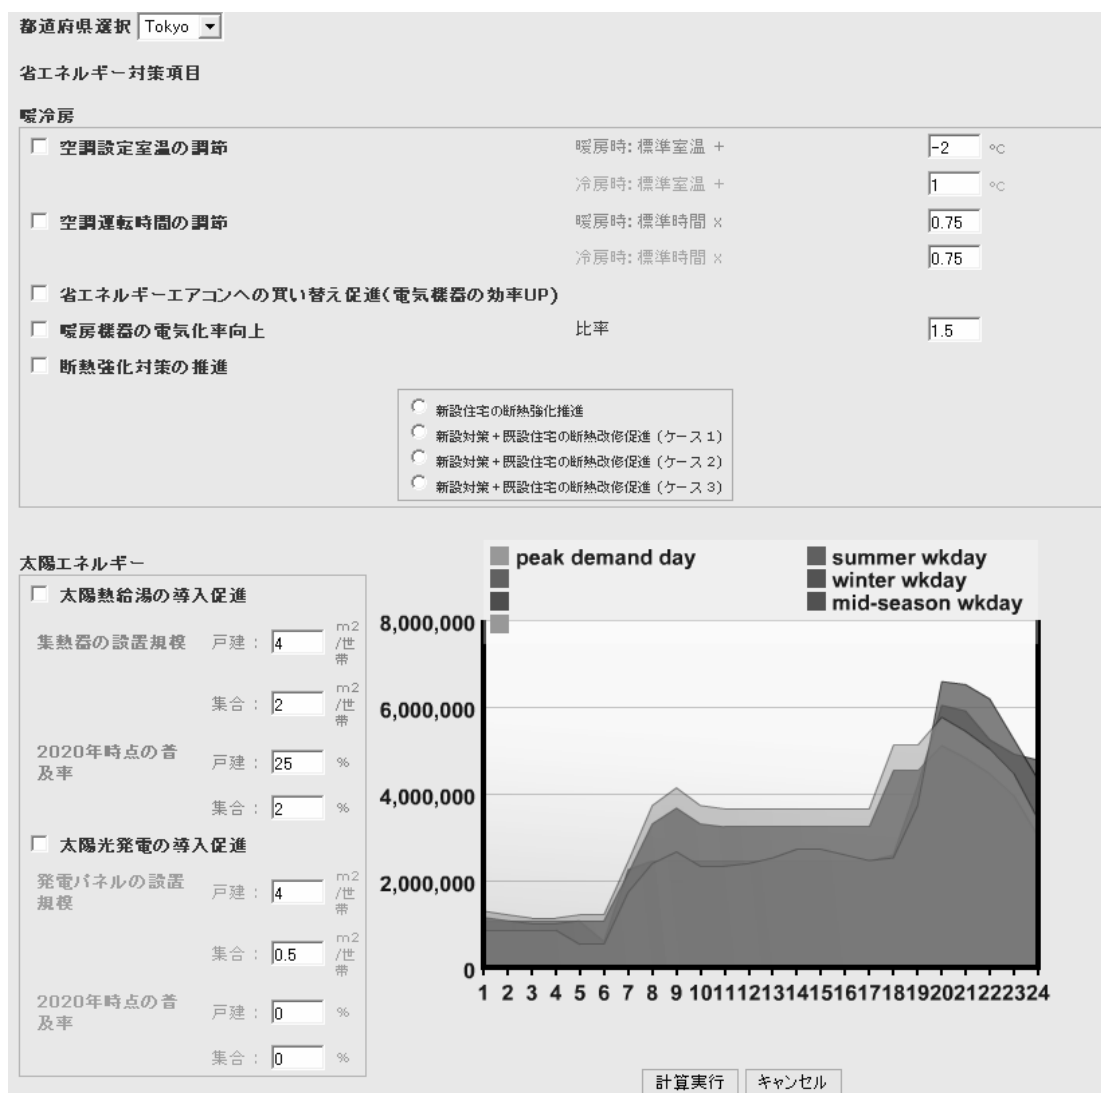 都道府県選択 Tokyo
省エネルギー対策項目
暖冷房
空調設定室温の調節 暖房時: 標準室温 + -2 °C
冷房時: 標準室温 + 1 °C
空調運転時間の調節 暖房時: 標準時間 x 0.75
冷房時: 標準時間 x 0.75
省エネルギーエアコンへの買い替え促進(電気機器の効率UP)
暖房機器の電気化率向上 比率 1.5
断熱強化対策の推進
新設住宅の断熱強化推進
新設対策+既設住宅の断熱改修促進 (ケース1)
新設対策+既設住宅の断熱改修促進 (ケース2)
新設対策+既設住宅の断熱改修促進 (ケース3)
太陽エネルギー
太陽熱給湯の導入促進
集熱器の設置規模 戸建: 4 m2
/世
帯
集合: 2 m2
/世
帯
2020年時点の普
及率 戸建: 25 %
集合: 2 %
太陽光発電の導入促進
発電パネルの設置
規模 戸建: 4 m2
/世
帯
集合: 0.5 m2
/世
帯
2020年時点の普
及率 戸建: 0 %
集合: 0 %
peak demand day
summer wkday
winter wkday
mid-season wkday
8,000,000
6,000,000
4,000,000
2,000,000
0
1 2 3 4 5 6 7 8 9 101112131415161718192021222324
計算実行 キャンセル